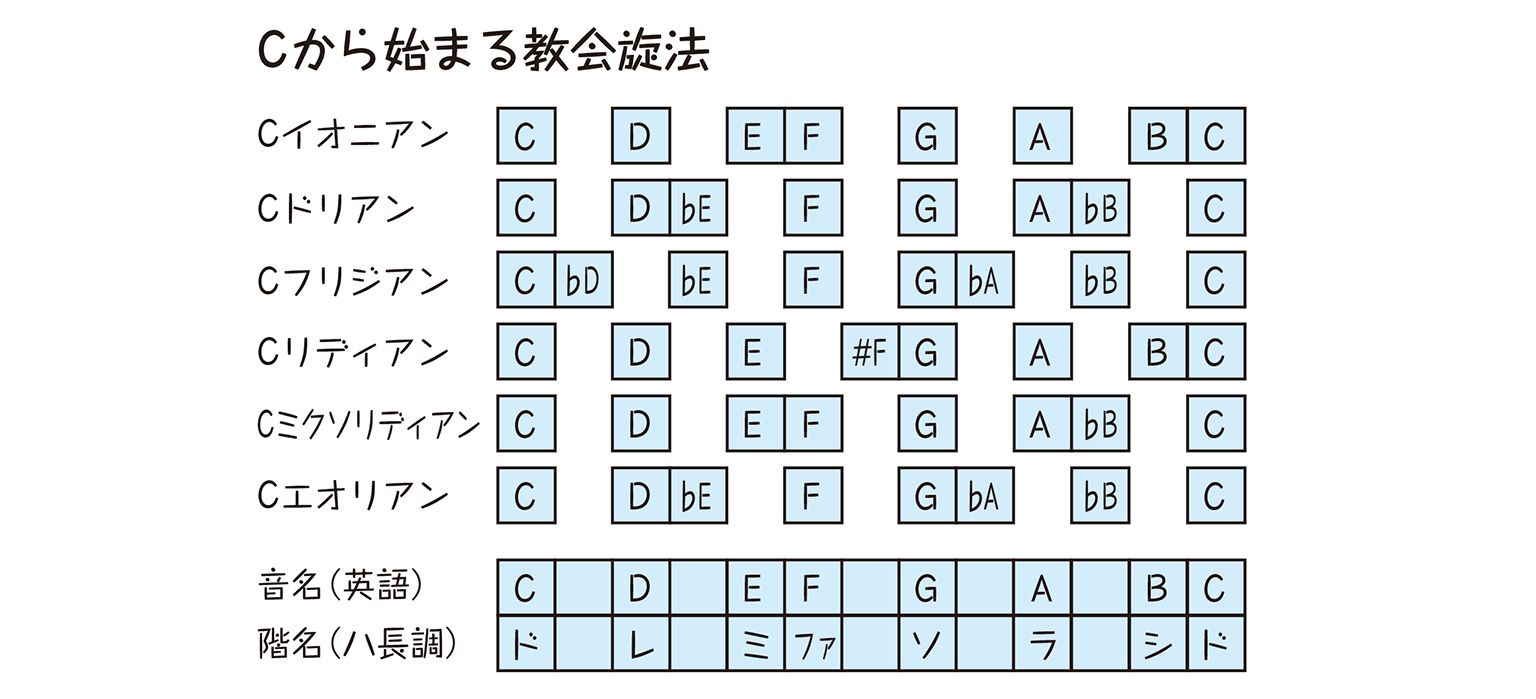 Cから始まる教会旋法
Cイオニアン C D E F G A B C
Cドリアン C D bE F G A bB C
Cフリジアン C bD bE F G bA bB C
Cリディアン C D E #F G A B C
Cミクソリディアン C D E F G A bB C
Cエオリアン C D bE F G bA bB C
音名(英語) C D E F G A B C
階名(ハ長調) ド レ ミ ファ ソ ラ シ ド